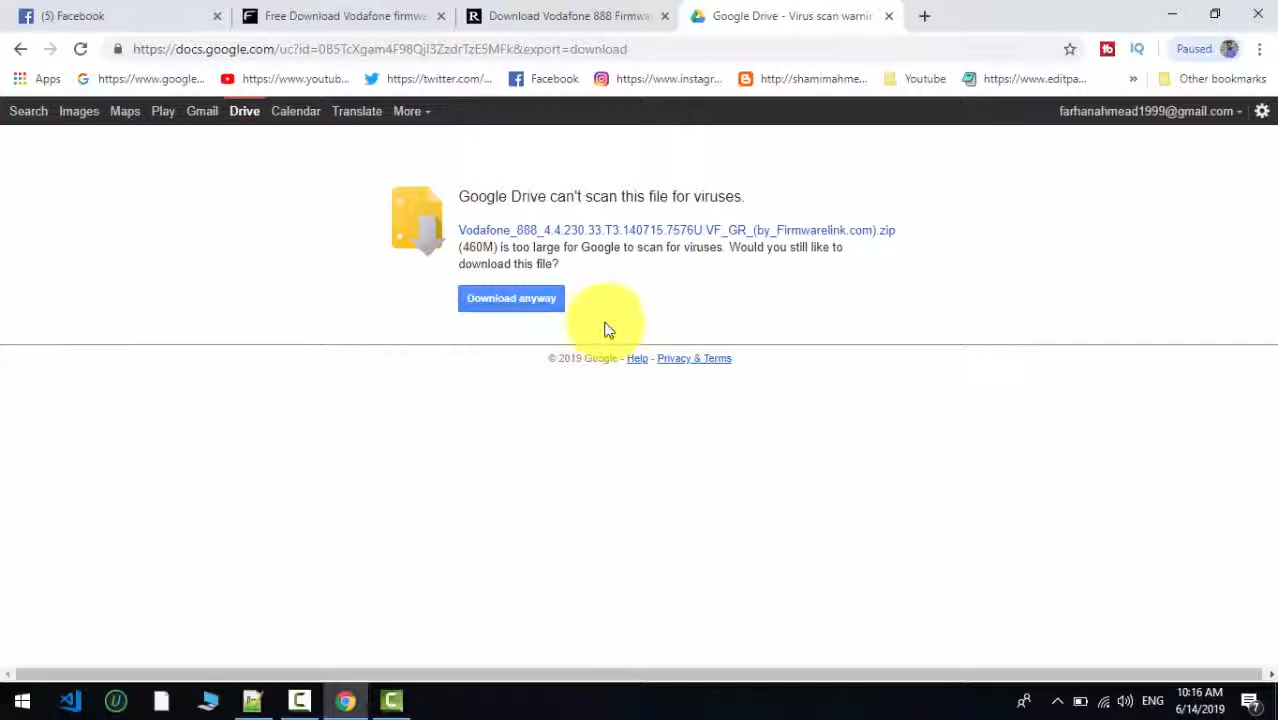 (5) Facebook
Free Download Vodafone firmw
Download Vodafone 888 Firmwa
Google Drive - Virus scan warnin
https://docs.google.com/uc?id=0B5TcXgam4F98QjI3ZzdrTzE5MFk&export=download
Paused
Apps
https://www.google...
https://www.youtub...
https://twitter.com/...
Facebook
https://www.instagr...
http://shamimahme...
Youtube
https://www.editpa...
»
Other bookmarks
Search Images Maps Play Gmail Drive Calendar Translate More
farhanahmead1999@gmail.com
Google Drive can't scan this file for viruses.
Vodafone_888_4.4.230.33.T3.140715.7576U.VF_GR_(by_Firmwarelink.com).zip
(460M) is too large for Google to scan for viruses. Would you still like to
download this file?
Download anyway
© 2019 Google - Help - Privacy & Terms
ENG
10:16 AM
6/14/2019
7